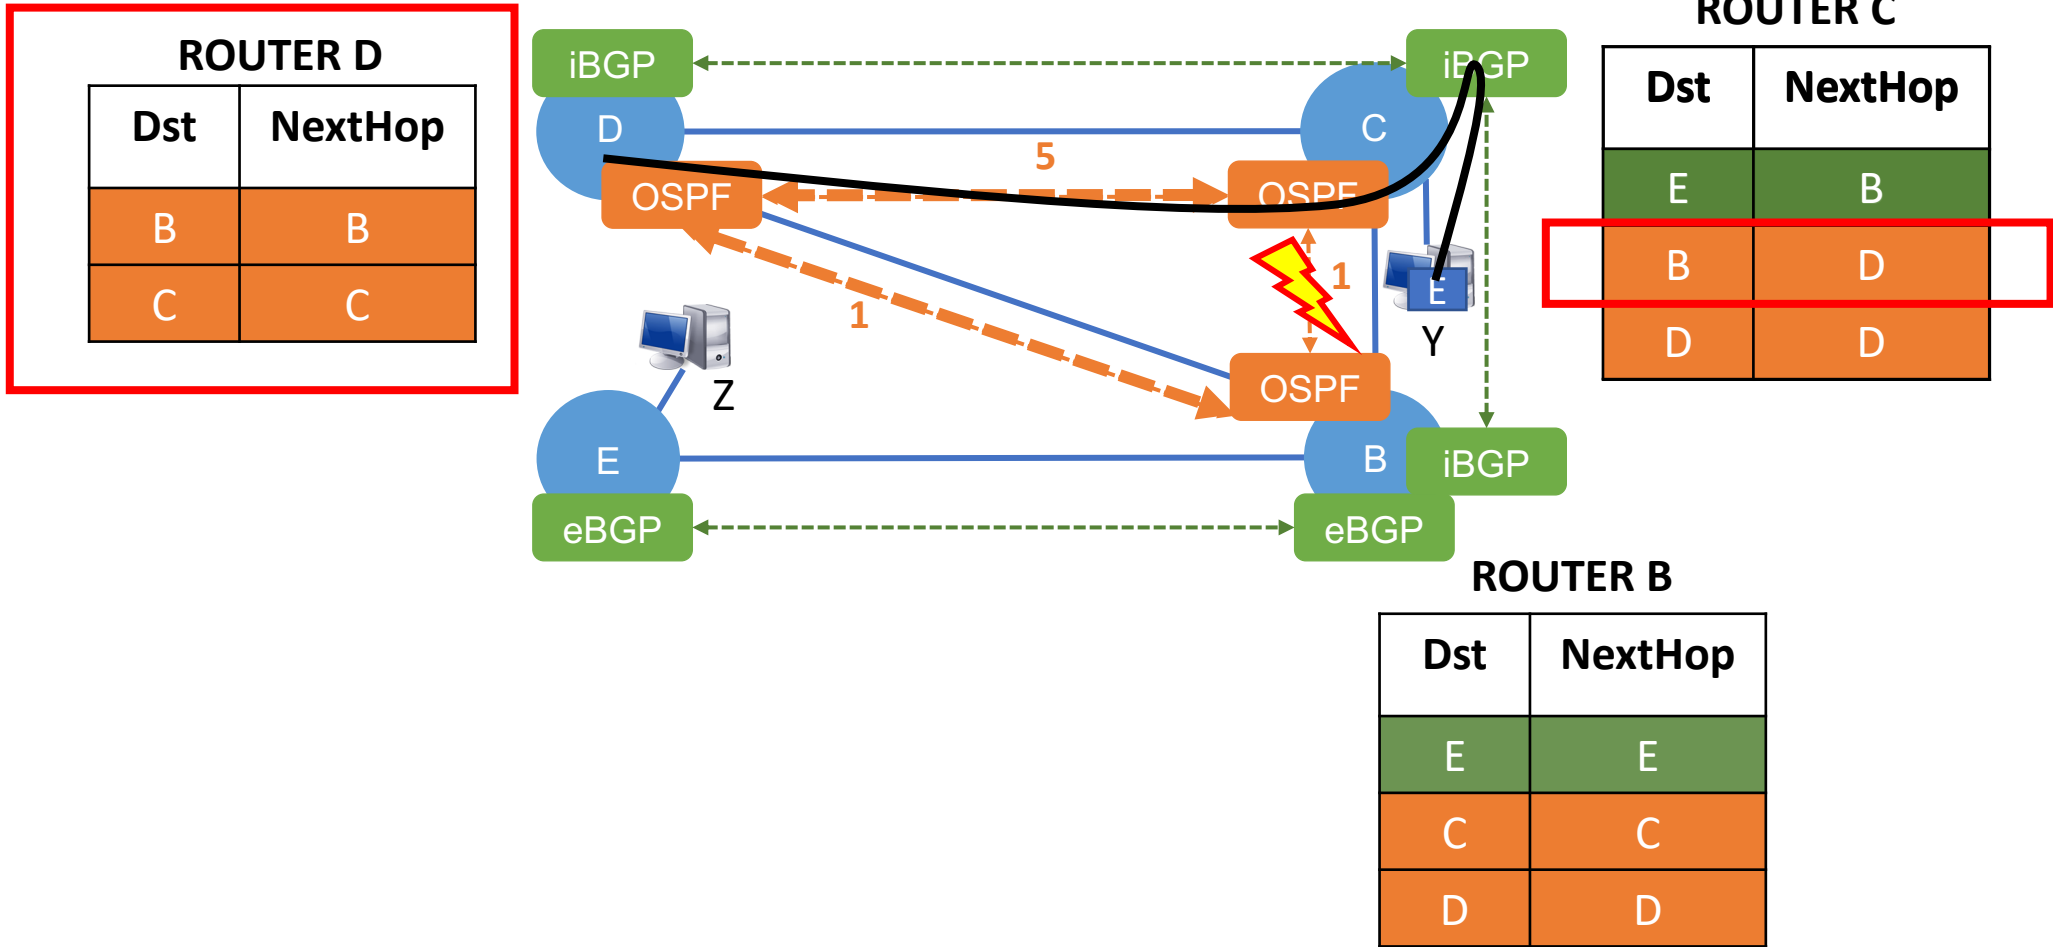 ROUTER C
ROUTER D
Dst NextHop
B B
C C
iBGP
iBGP
D
C
5
OSPF
OSPF
Dst NextHop
E B
B D
D D
1
1
E
Y
Z
OSPF
E
B
iBGP
eBGP
eBGP
ROUTER B
Dst NextHop
E E
C C
D D